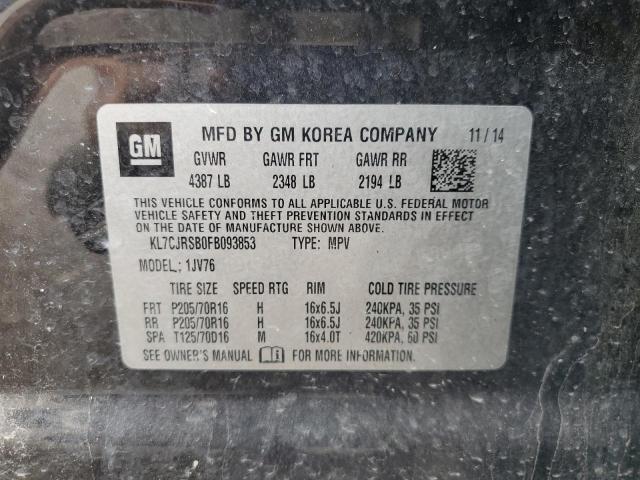 GM MFD BY GM KOREA COMPANY 11/14
GVWR GAWR FRT GAWR RR
4387 LB 2348 LB 2194 LB
THIS VEHICLE CONFORMS TO ALL APPLICABLE U.S. FEDERAL MOTOR
VEHICLE SAFETY AND THEFT PREVENTION STANDARDS IN EFFECT
ON THE DATE OF MANUFACTURE SHOWN ABOVE.
KL7CJRSB0FB093853 TYPE: MPV
MODEL: 1JV76
TIRE SIZE SPEED RTG RIM COLD TIRE PRESSURE
FRT P205/70R16 H 16x6.5J 240KPA, 35 PSI
RR P205/70R16 H 16x6.5J 240KPA, 35 PSI
SPA T125/70D16 M 16x4.0T 420KPA, 60 PSI
SEE OWNER'S MANUAL FOR MORE INFORMATION.